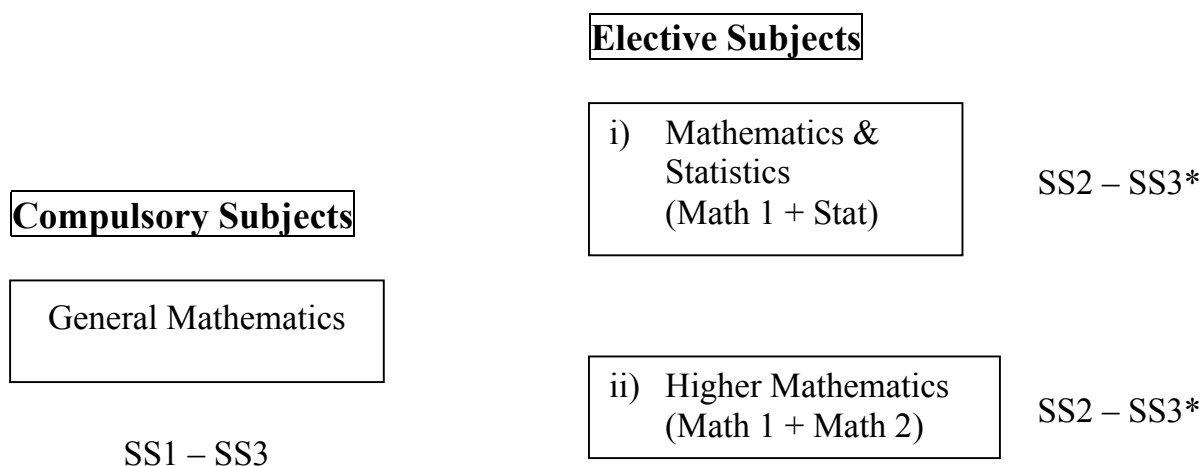 Compulsory Subjects
General Mathematics
SS1 – SS3
Elective Subjects
i) Mathematics &
Statistics
(Math 1 + Stat)
SS2 – SS3*
ii) Higher Mathematics
(Math 1 + Math 2)
SS2 – SS3*